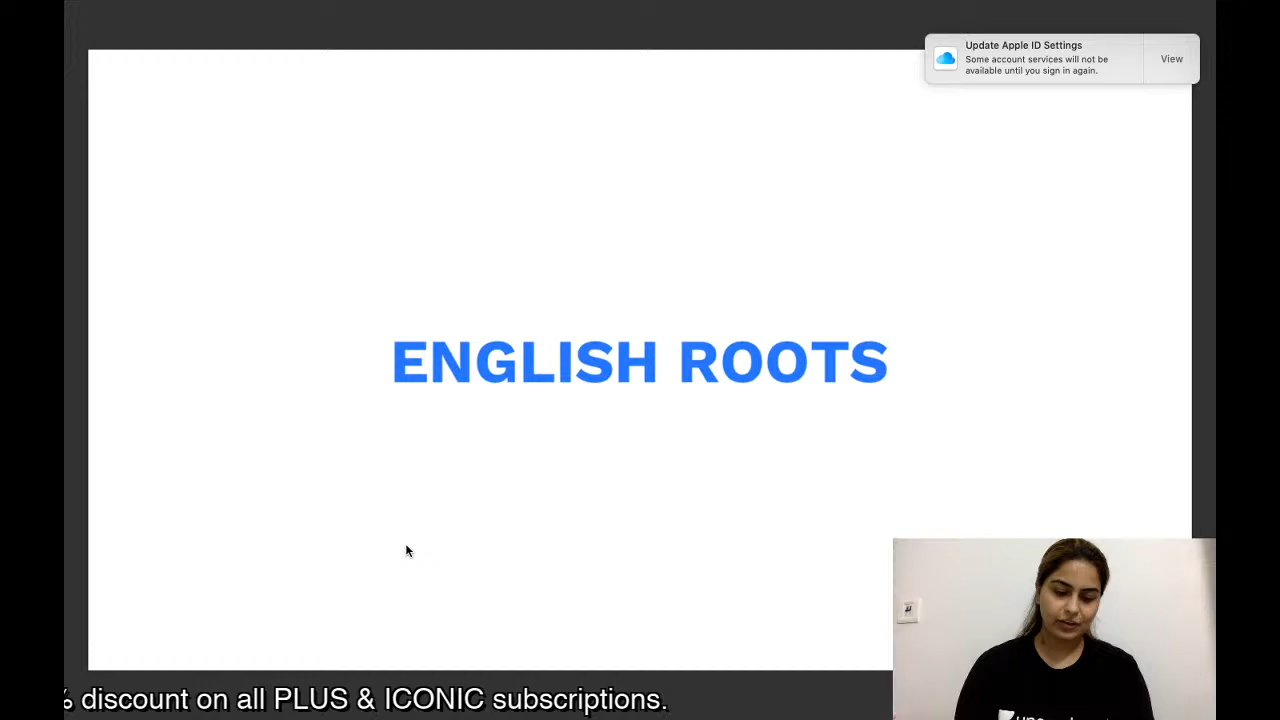 Update Apple ID Settings
Some account services will not be
available until you sign in again.
View
ENGLISH ROOTS
% discount on all PLUS & ICONIC subscriptions.